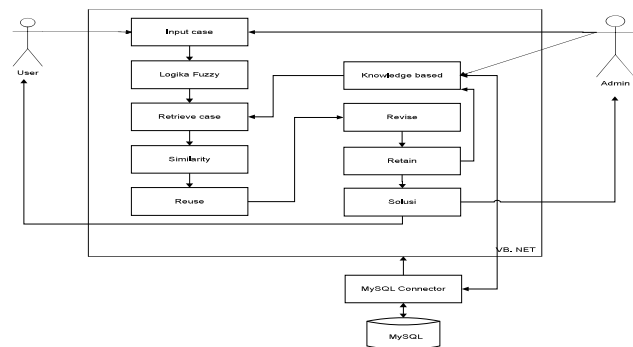 Input case
User
Logika Fuzzy
Knowledge based
Admin
Retrieve case
Revise
Similarity
Retain
Reuse
Solusi
VB. NET
MySQL Connector
MySQL